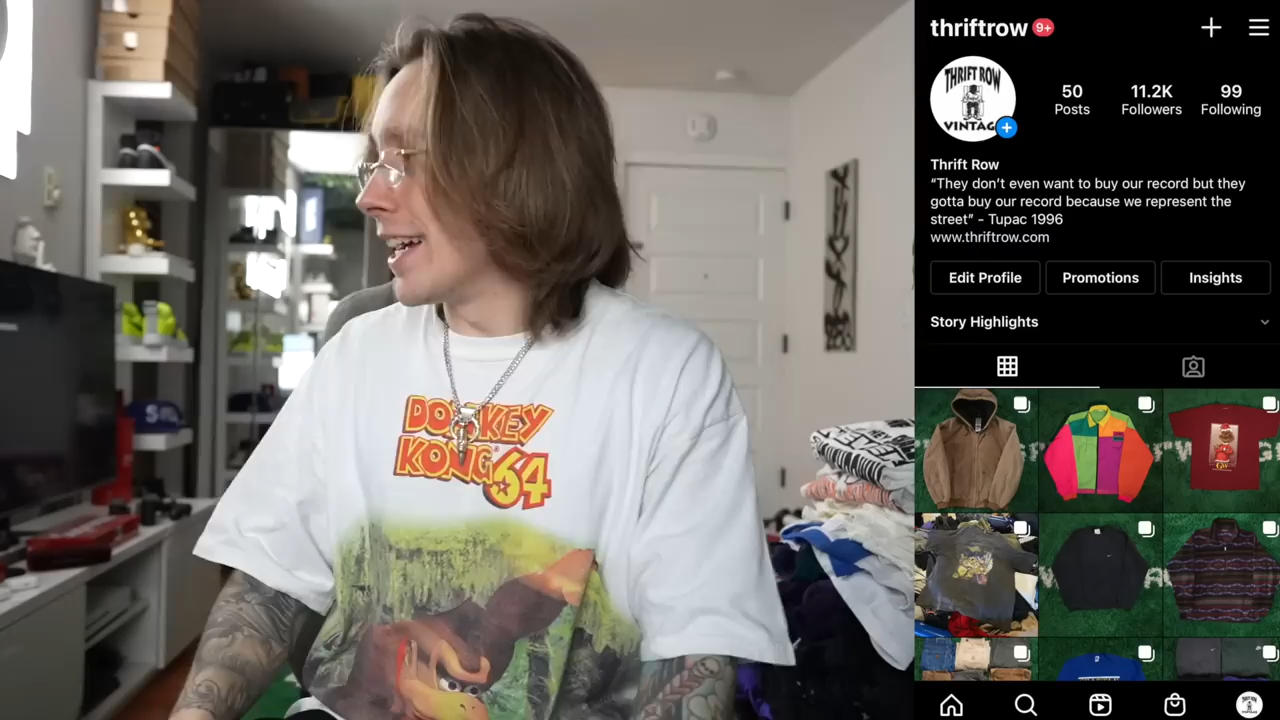 DONKEY
KONG
64
thriftrow 9+
THRIFT ROW
VINTAG
50
Posts
11.2K
Followers
99
Following
Thrift Row
“They don’t even want to buy our record but they
gotta buy our record because we represent the
street” - Tupac 1996
www.thriftrow.com
Edit Profile
Promotions
Insights
Story Highlights